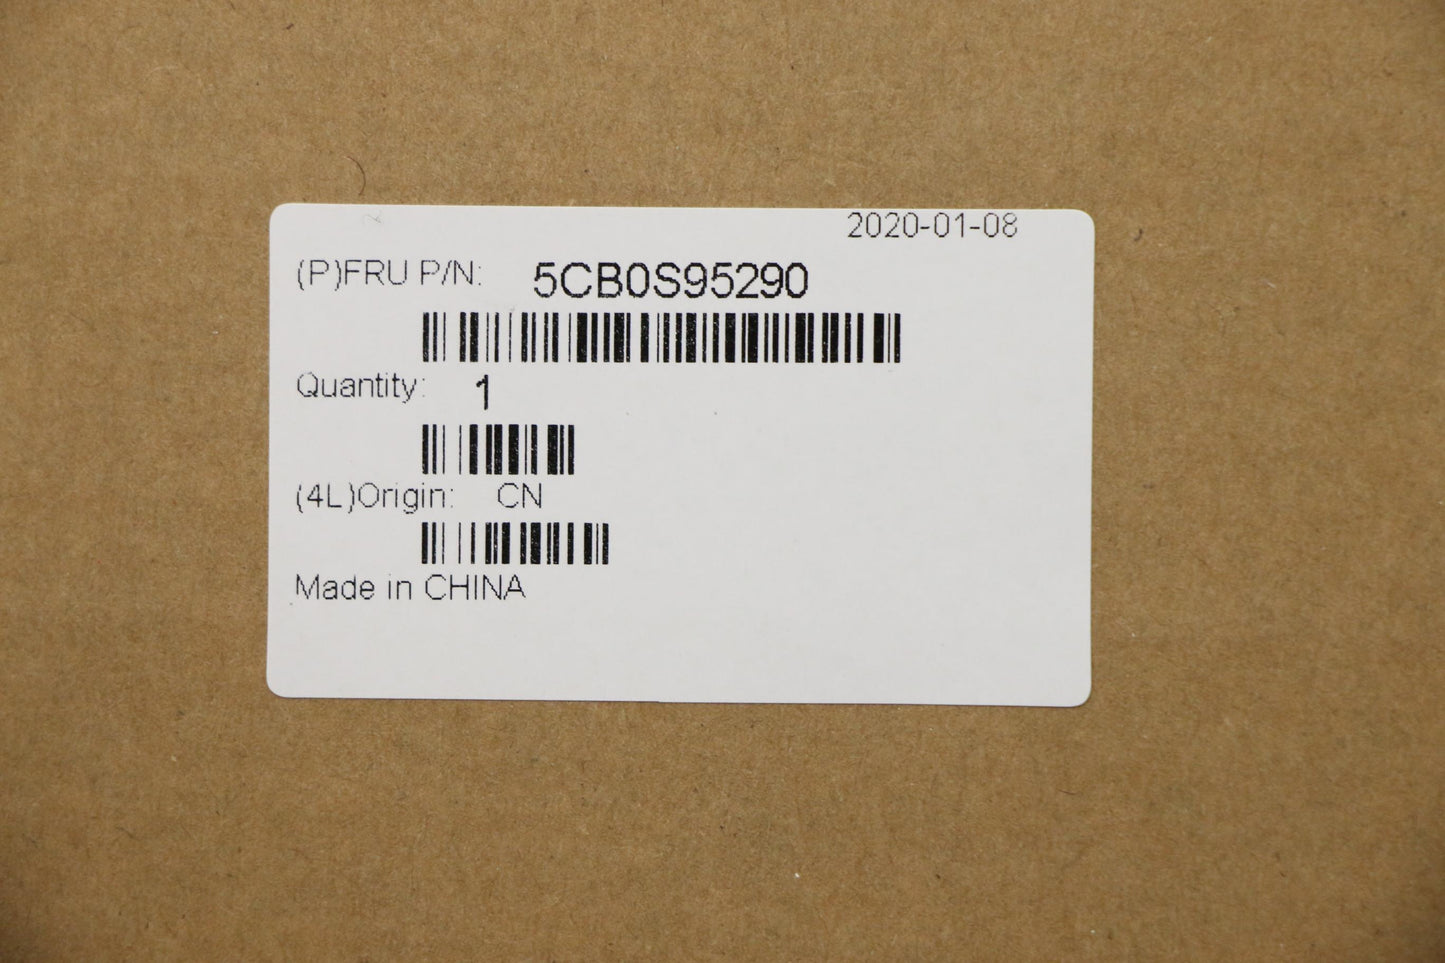 2020-01-08
(P)FRU P/N: 5CB0S95290
Quantity: 1
(4L)Origin: CN
Made in CHINA